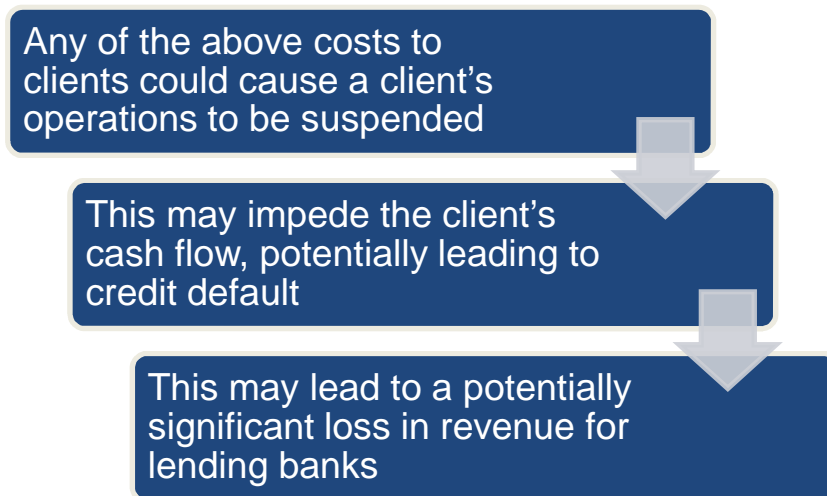 Any of the above costs to
clients could cause a client’s
operations to be suspended
This may impede the client’s
cash flow, potentially leading to
credit default
This may lead to a potentially
significant loss in revenue for
lending banks